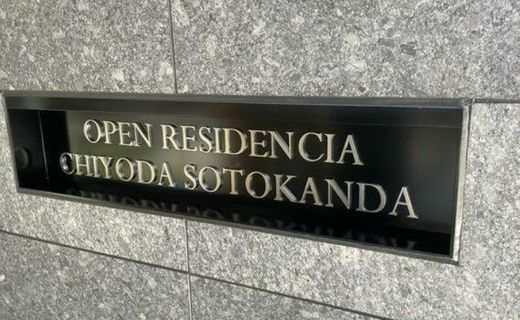 OPEN RESIDENCIA
CHIYODA SOTOKANDA